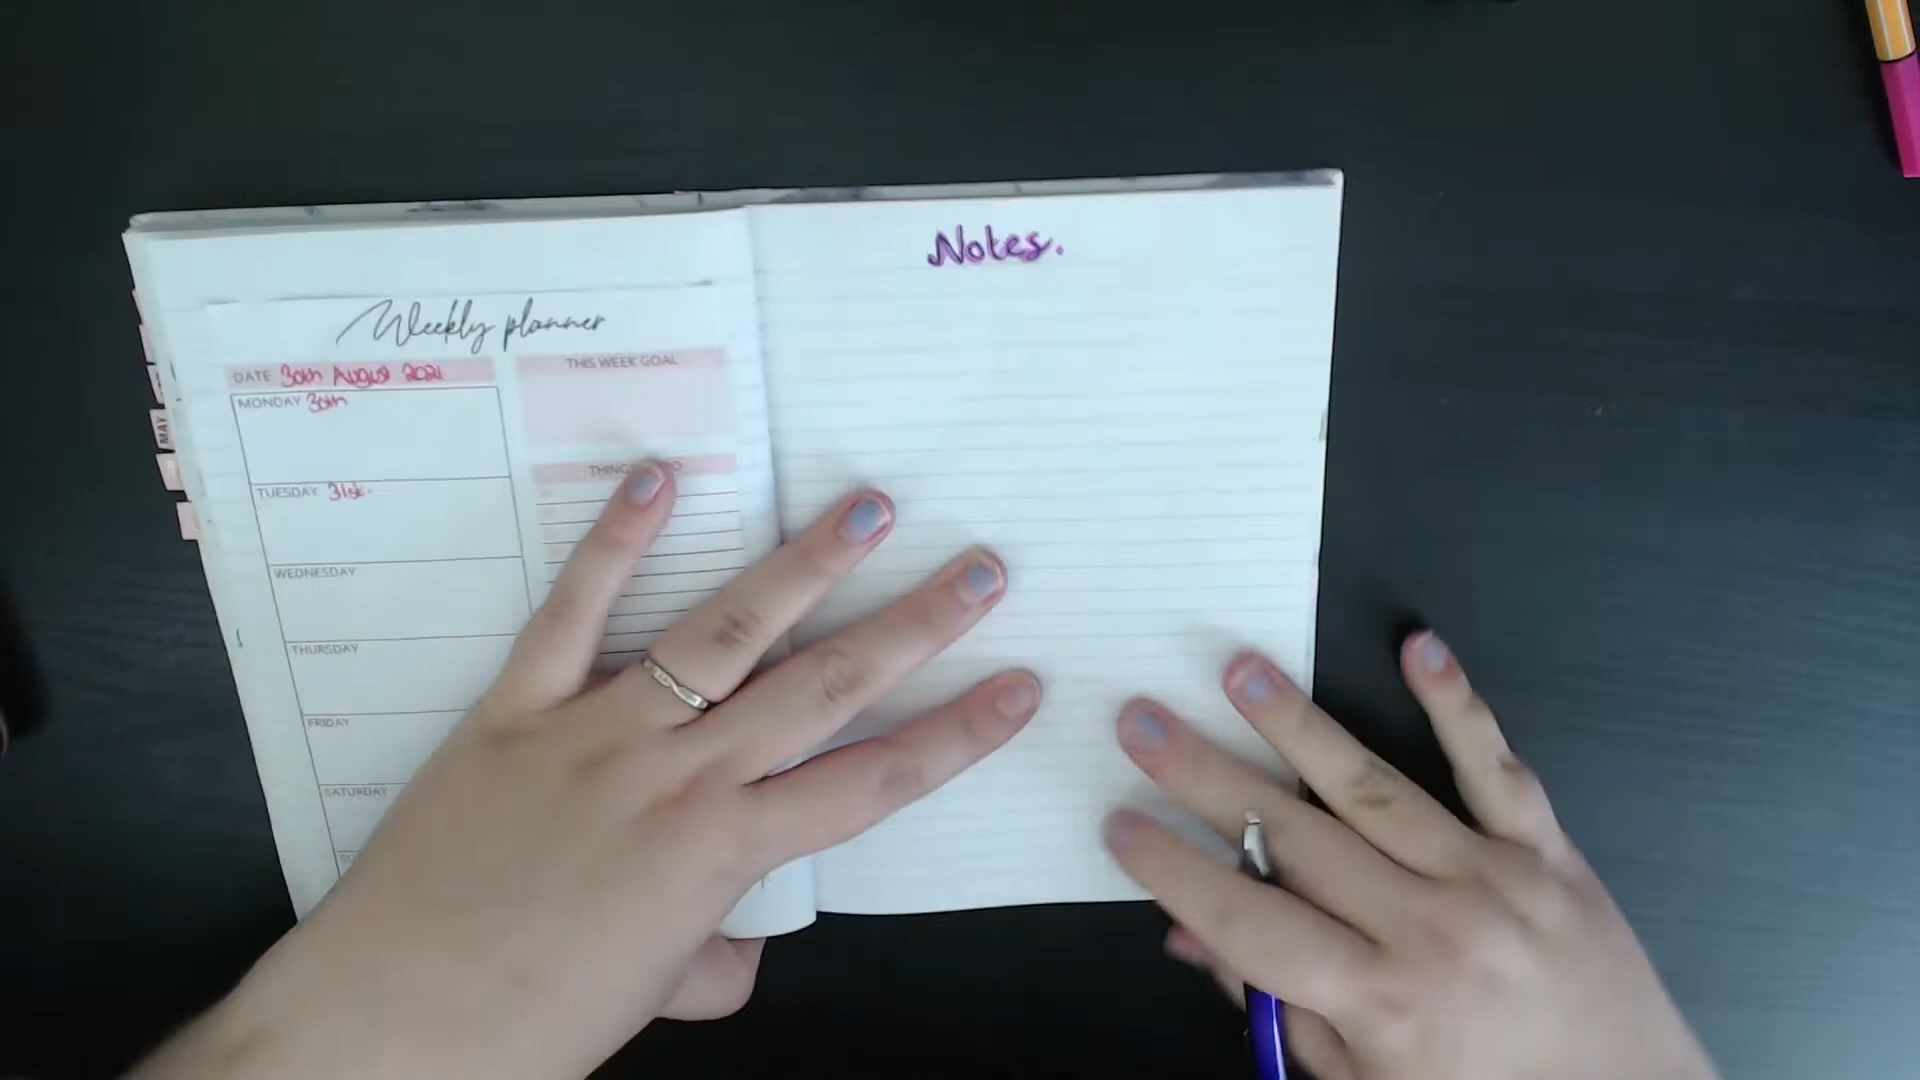 Notes.
Weekly planner
DATE 30th August 2021
THIS WEEK GOAL
MONDAY 30th
THINGS
TUESDAY 31st.
WEDNESDAY
THURSDAY
FRIDAY
SATURDAY
MAY